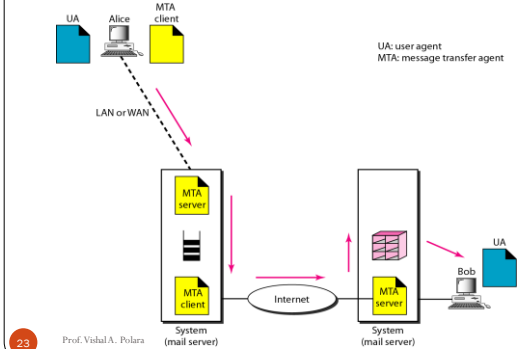 UA
Alice
MTA
client
UA: user agent
MTA: message transfer agent
LAN or WAN
MTA
server
MTA
client
Internet
MTA
server
UA
Bob
System
(mail server)
System
(mail server)
23
Prof. Vishal A. Polara